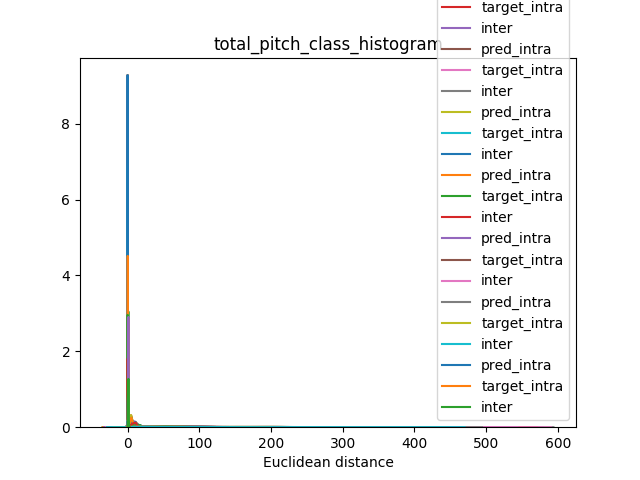 total_pitch_class_histogram
target_intra
inter
pred_intra
target_intra
inter
pred_intra
target_intra
inter
pred_intra
target_intra
inter
pred_intra
target_intra
inter
pred_intra
target_intra
inter
pred_intra
target_intra
inter
8
6
4
2
0
0 100 200 300 400 500 600
Euclidean distance